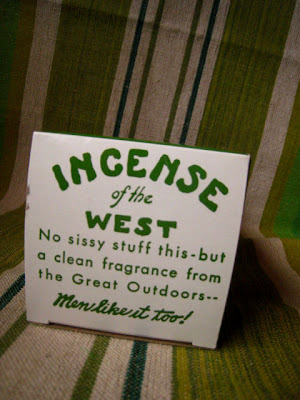 INCENSE
of the
WEST
No sissy stuff this-but
a clean fragrance from
the Great Outdoors--
Men like it too!